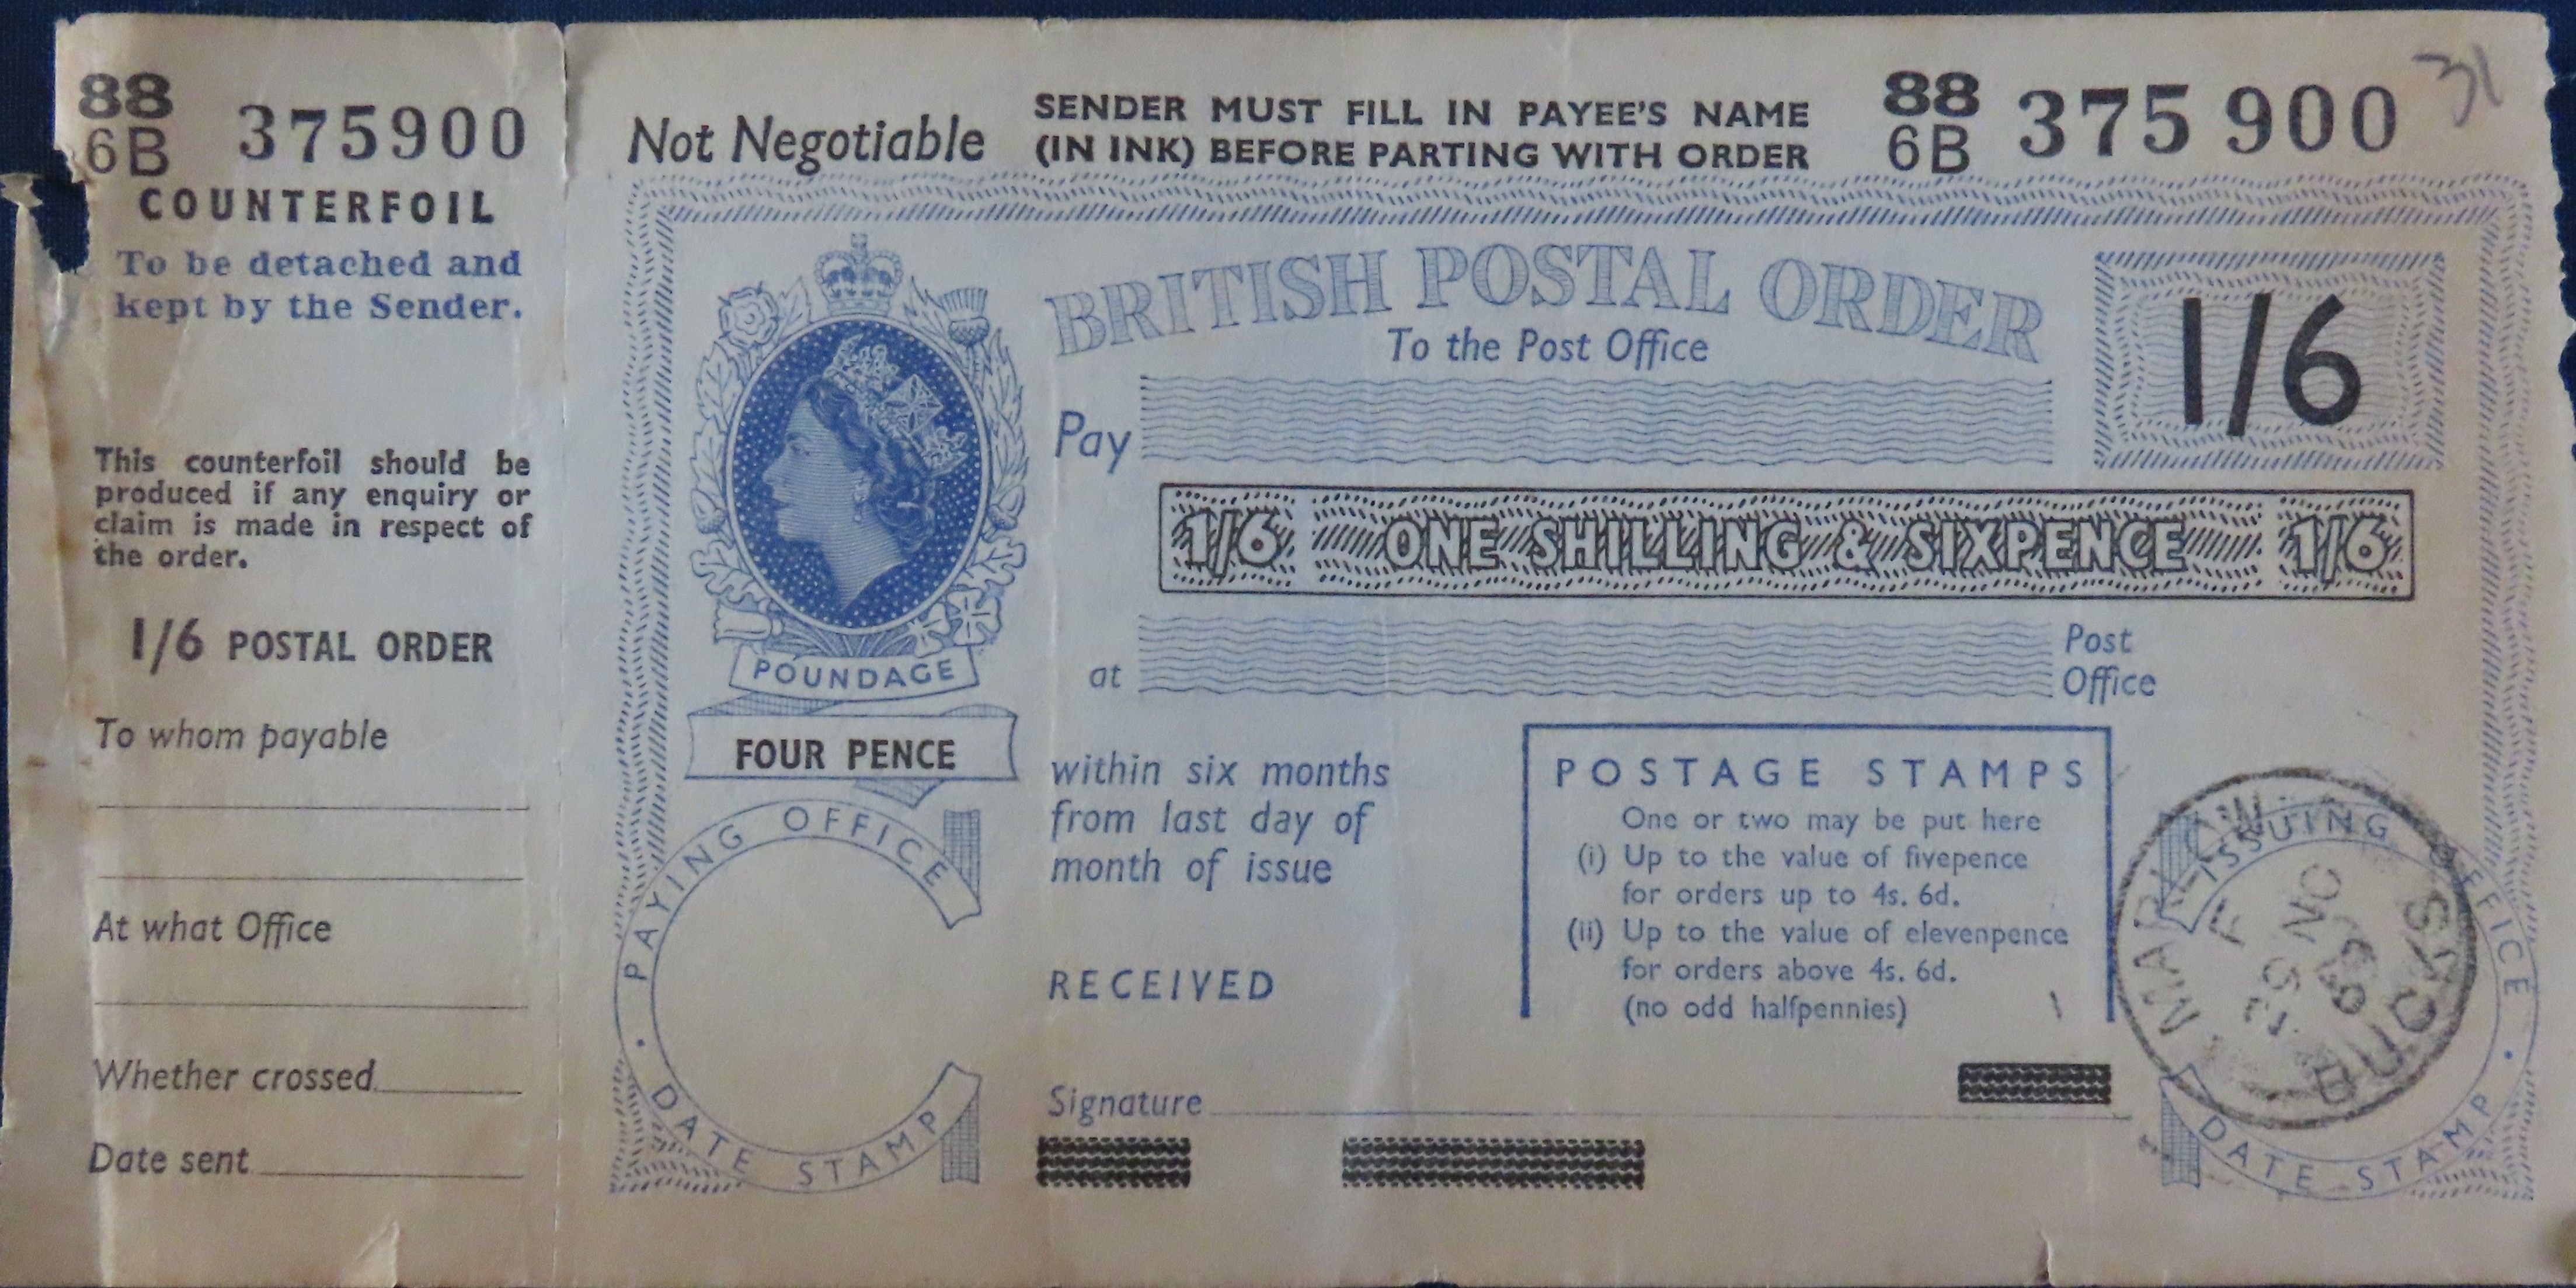 88
6B 375900
COUNTERFOIL
To be detached and
kept by the Sender.
This counterfoil should be
produced if any enquiry or
claim is made in respect of
the order.
1/6 POSTAL ORDER
To whom payable
At what Office
Whether crossed
Date sent
Not Negotiable
SENDER MUST FILL IN PAYEE'S NAME
(IN INK) BEFORE PARTING WITH ORDER
88
6B 375 900
31
BRITISH POSTAL ORDER
To the Post Office
1/6
Pay
1/6 ONE SHILLING & SIXPENCE 1/6
at
Post
Office
POUNDAGE
FOUR PENCE
PAYING OFFICE
DATE STAMP
within six months
from last day of
month of issue
RECEIVED
Signature
POSTAGE STAMPS
One or two may be put here
(i) Up to the value of fivepence
for orders up to 4s. 6d.
(ii) Up to the value of elevenpence
for orders above 4s. 6d.
(no odd halfpennies)
ISSUING OFFICE
DATE STAMP
MARLOW
F
BUCKS